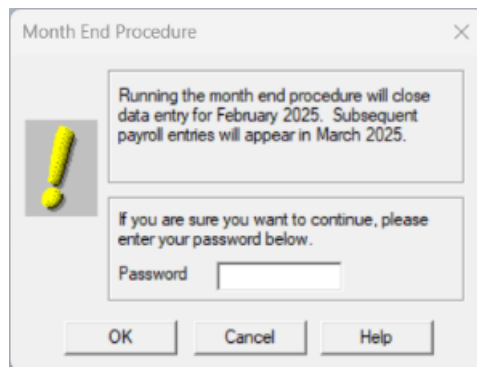 Month End Procedure
Running the month end procedure will close
data entry for February 2025.  Subsequent
payroll entries will appear in March 2025.
If you are sure you want to continue, please
enter your password below.
Password
OK
Cancel
Help